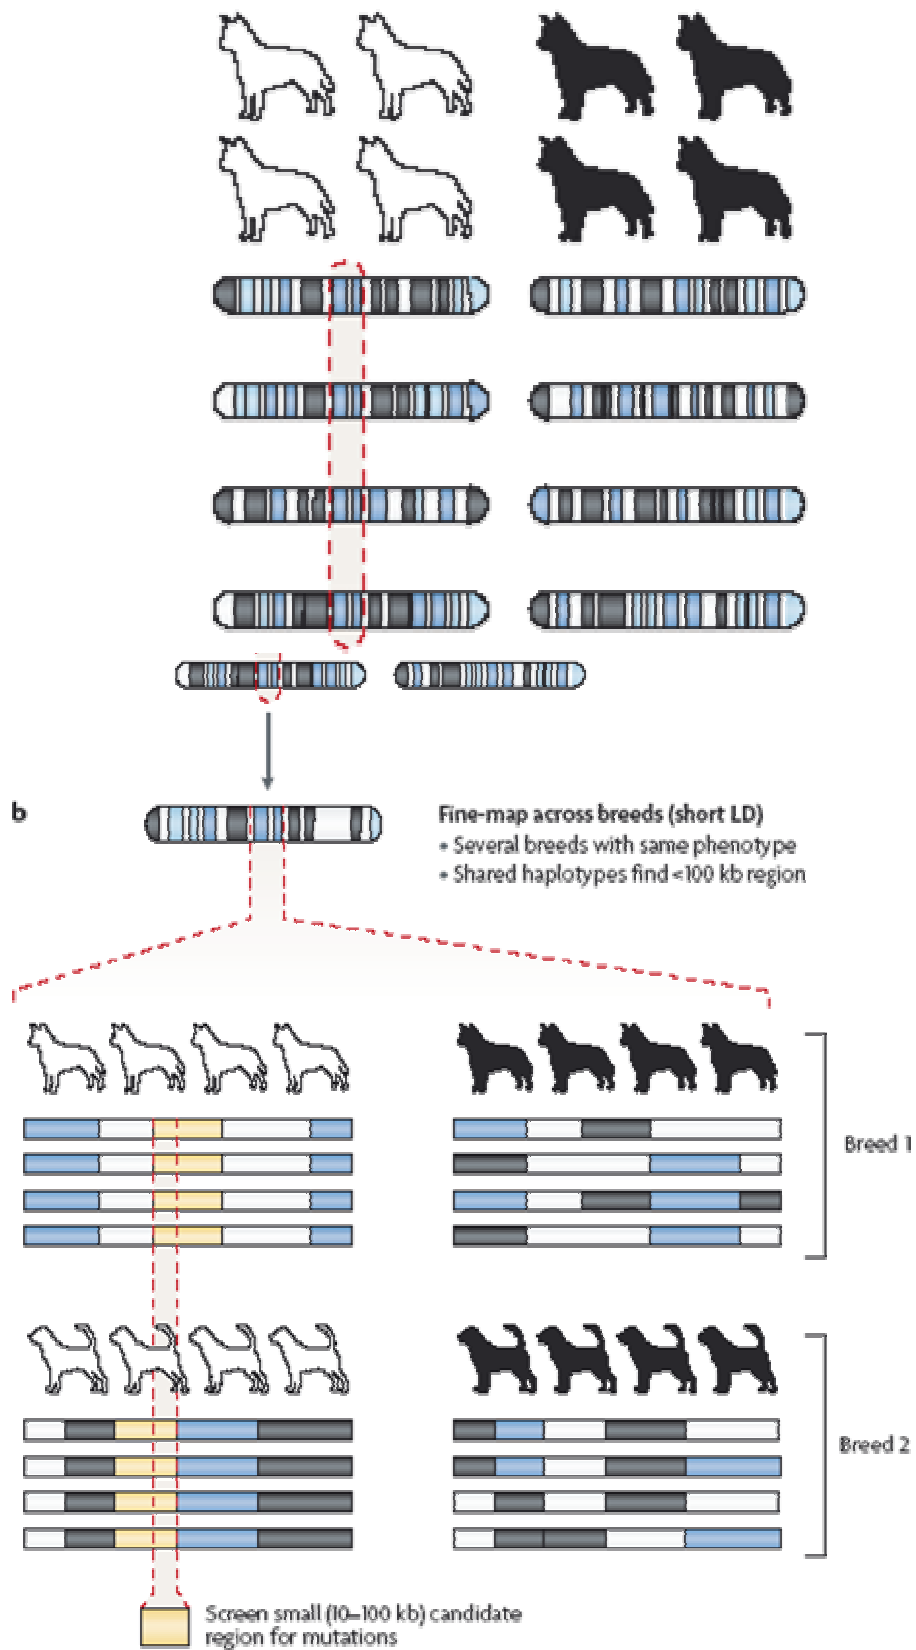 b
Fine-map across breeds (short LD)
• Several breeds with same phenotype
• Shared haplotypes find <100 kb region
Breed 1
Breed 2
Screen small (10–100 kb) candidate
region for mutations